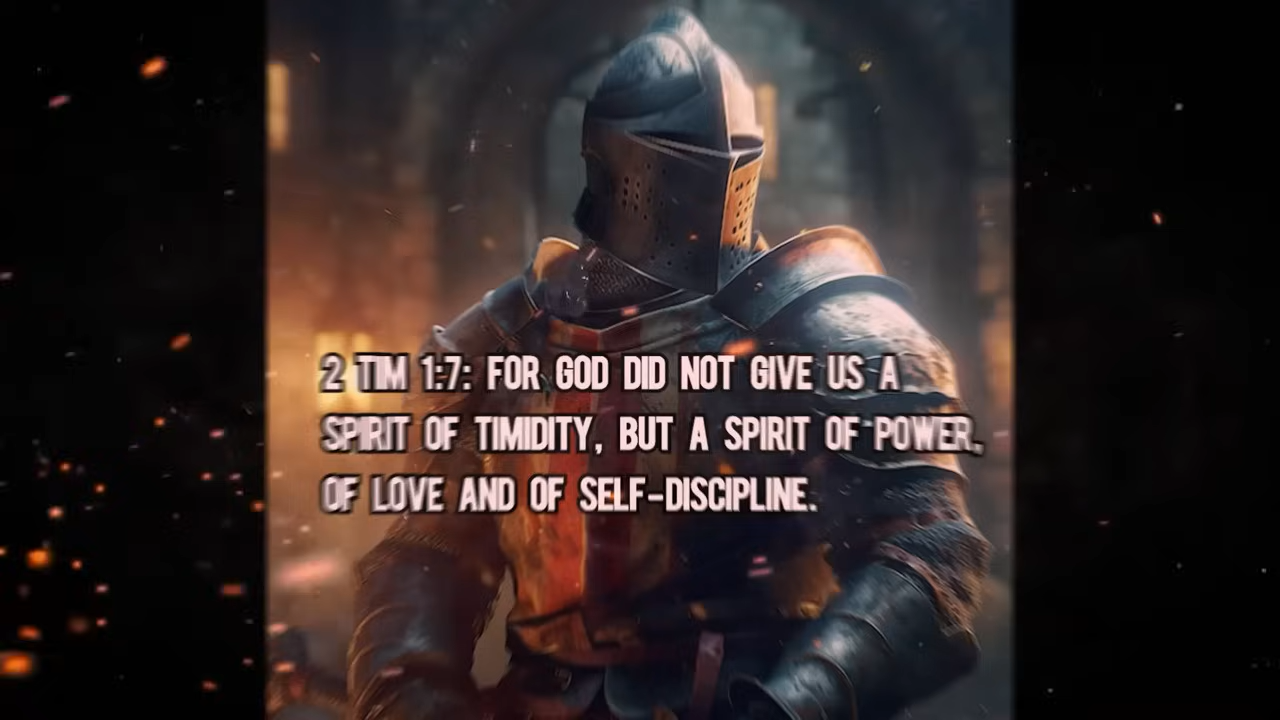 2 TIM 1:7: FOR GOD DID NOT GIVE US A
SPIRIT OF TIMIDITY, BUT A SPIRIT OF POWER,
OF LOVE AND OF SELF-DISCIPLINE.